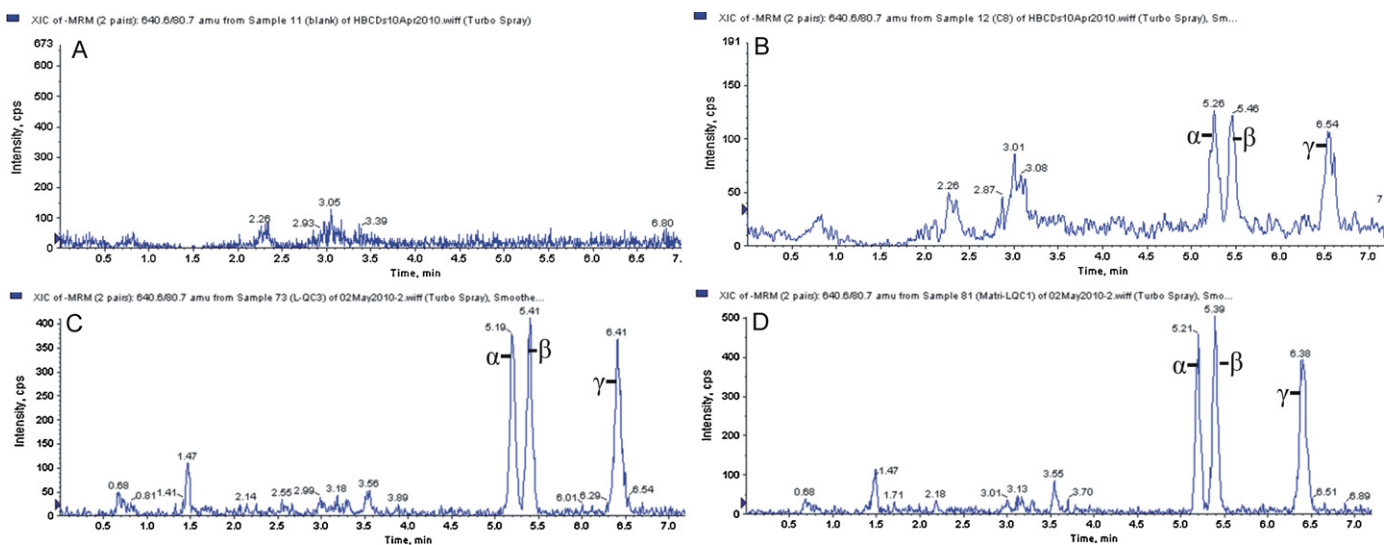 XIC of -MRM (2 pairs): 640.6/80.7 amu from Sample 11 (blank) of HBCDs10Apr2010.wiff (Turbo Spray)
A
673
600
500
400
300
200
100
0
Intensity, cps
2.26
2.93
3.05
3.39
6.80
0.5 1.0 1.5 2.0 2.5 3.0 3.5 4.0 4.5 5.0 5.5 6.0 6.5 7.
Time, min
XIC of -MRM (2 pairs): 640.6/80.7 amu from Sample 12 (C8) of HBCDs10Apr2010.wiff (Turbo Spray), Sm...
B
191
150
100
50
0
Intensity, cps
2.26
2.87
3.01
3.08
5.26
5.46
6.54
7
α
β
γ
0.5 1.0 1.5 2.0 2.5 3.0 3.5 4.0 4.5 5.0 5.5 6.0 6.5 7.0
Time, min
XIC of -MRM (2 pairs): 640.6/80.7 amu from Sample 73 (L-QC3) of 02May2010-2.wiff (Turbo Spray), Smoothe...
C
400
350
300
250
200
150
100
50
0
Intensity, cps
0.68
0.81
1.41
1.47
2.14
2.55
2.99
3.18
3.56
3.89
5.19
5.41
6.01
6.29
6.41
6.54
α
β
γ
0.5 1.0 1.5 2.0 2.5 3.0 3.5 4.0 4.5 5.0 5.5 6.0 6.5 7.0
Time, min
XIC of -MRM (2 pairs): 640.6/80.7 amu from Sample 81 (Matri-LQC1) of 02May2010-2.wiff (Turbo Spray), Smo...
D
500
400
300
200
100
0
Intensity, cps
0.68
1.47
1.71
2.18
3.01
3.13
3.55
3.70
5.21
5.39
6.38
6.51
6.89
α
β
γ
0.5 1.0 1.5 2.0 2.5 3.0 3.5 4.0 4.5 5.0 5.5 6.0 6.5 7.0
Time, min